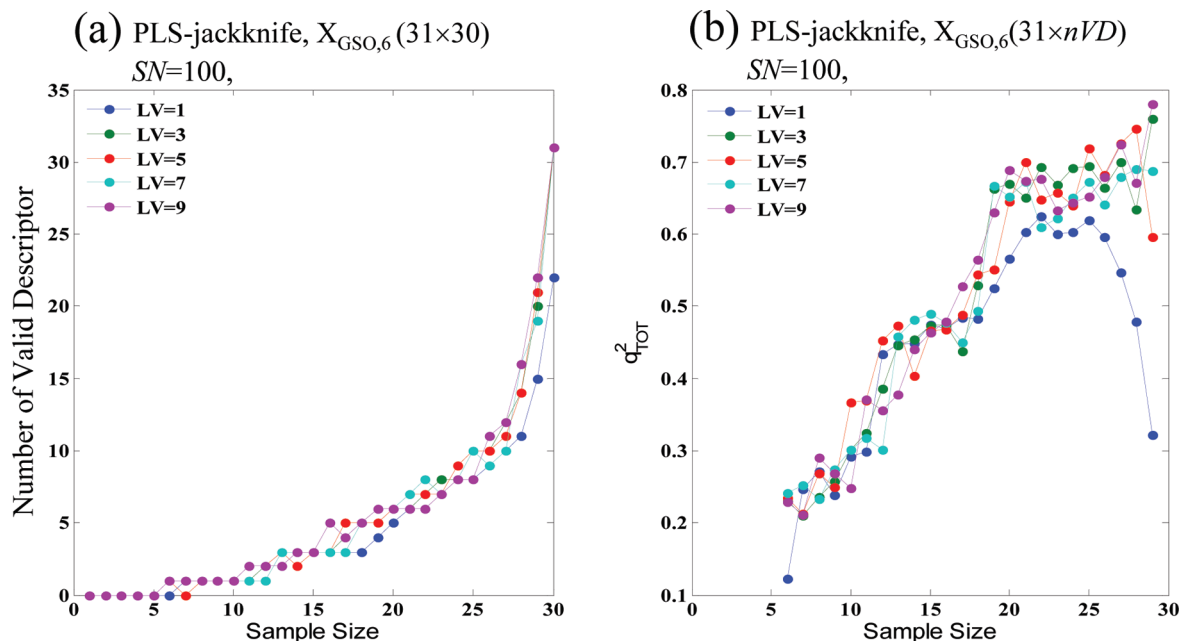 (a) PLS-jackknife, X_GSO,6 (31×30)
SN=100,
35
30
25
20
15
10
5
0
LV=1
LV=3
LV=5
LV=7
LV=9
Number of Valid Descriptor
0 5 10 15 20 25 30
Sample Size
(b) PLS-jackknife, X_GSO,6(31×nVD)
SN=100,
0.8
0.7
0.6
0.5
0.4
0.3
0.2
0.1
LV=1
LV=3
LV=5
LV=7
LV=9
q²_TOT
0 5 10 15 20 25 30
Sample Size